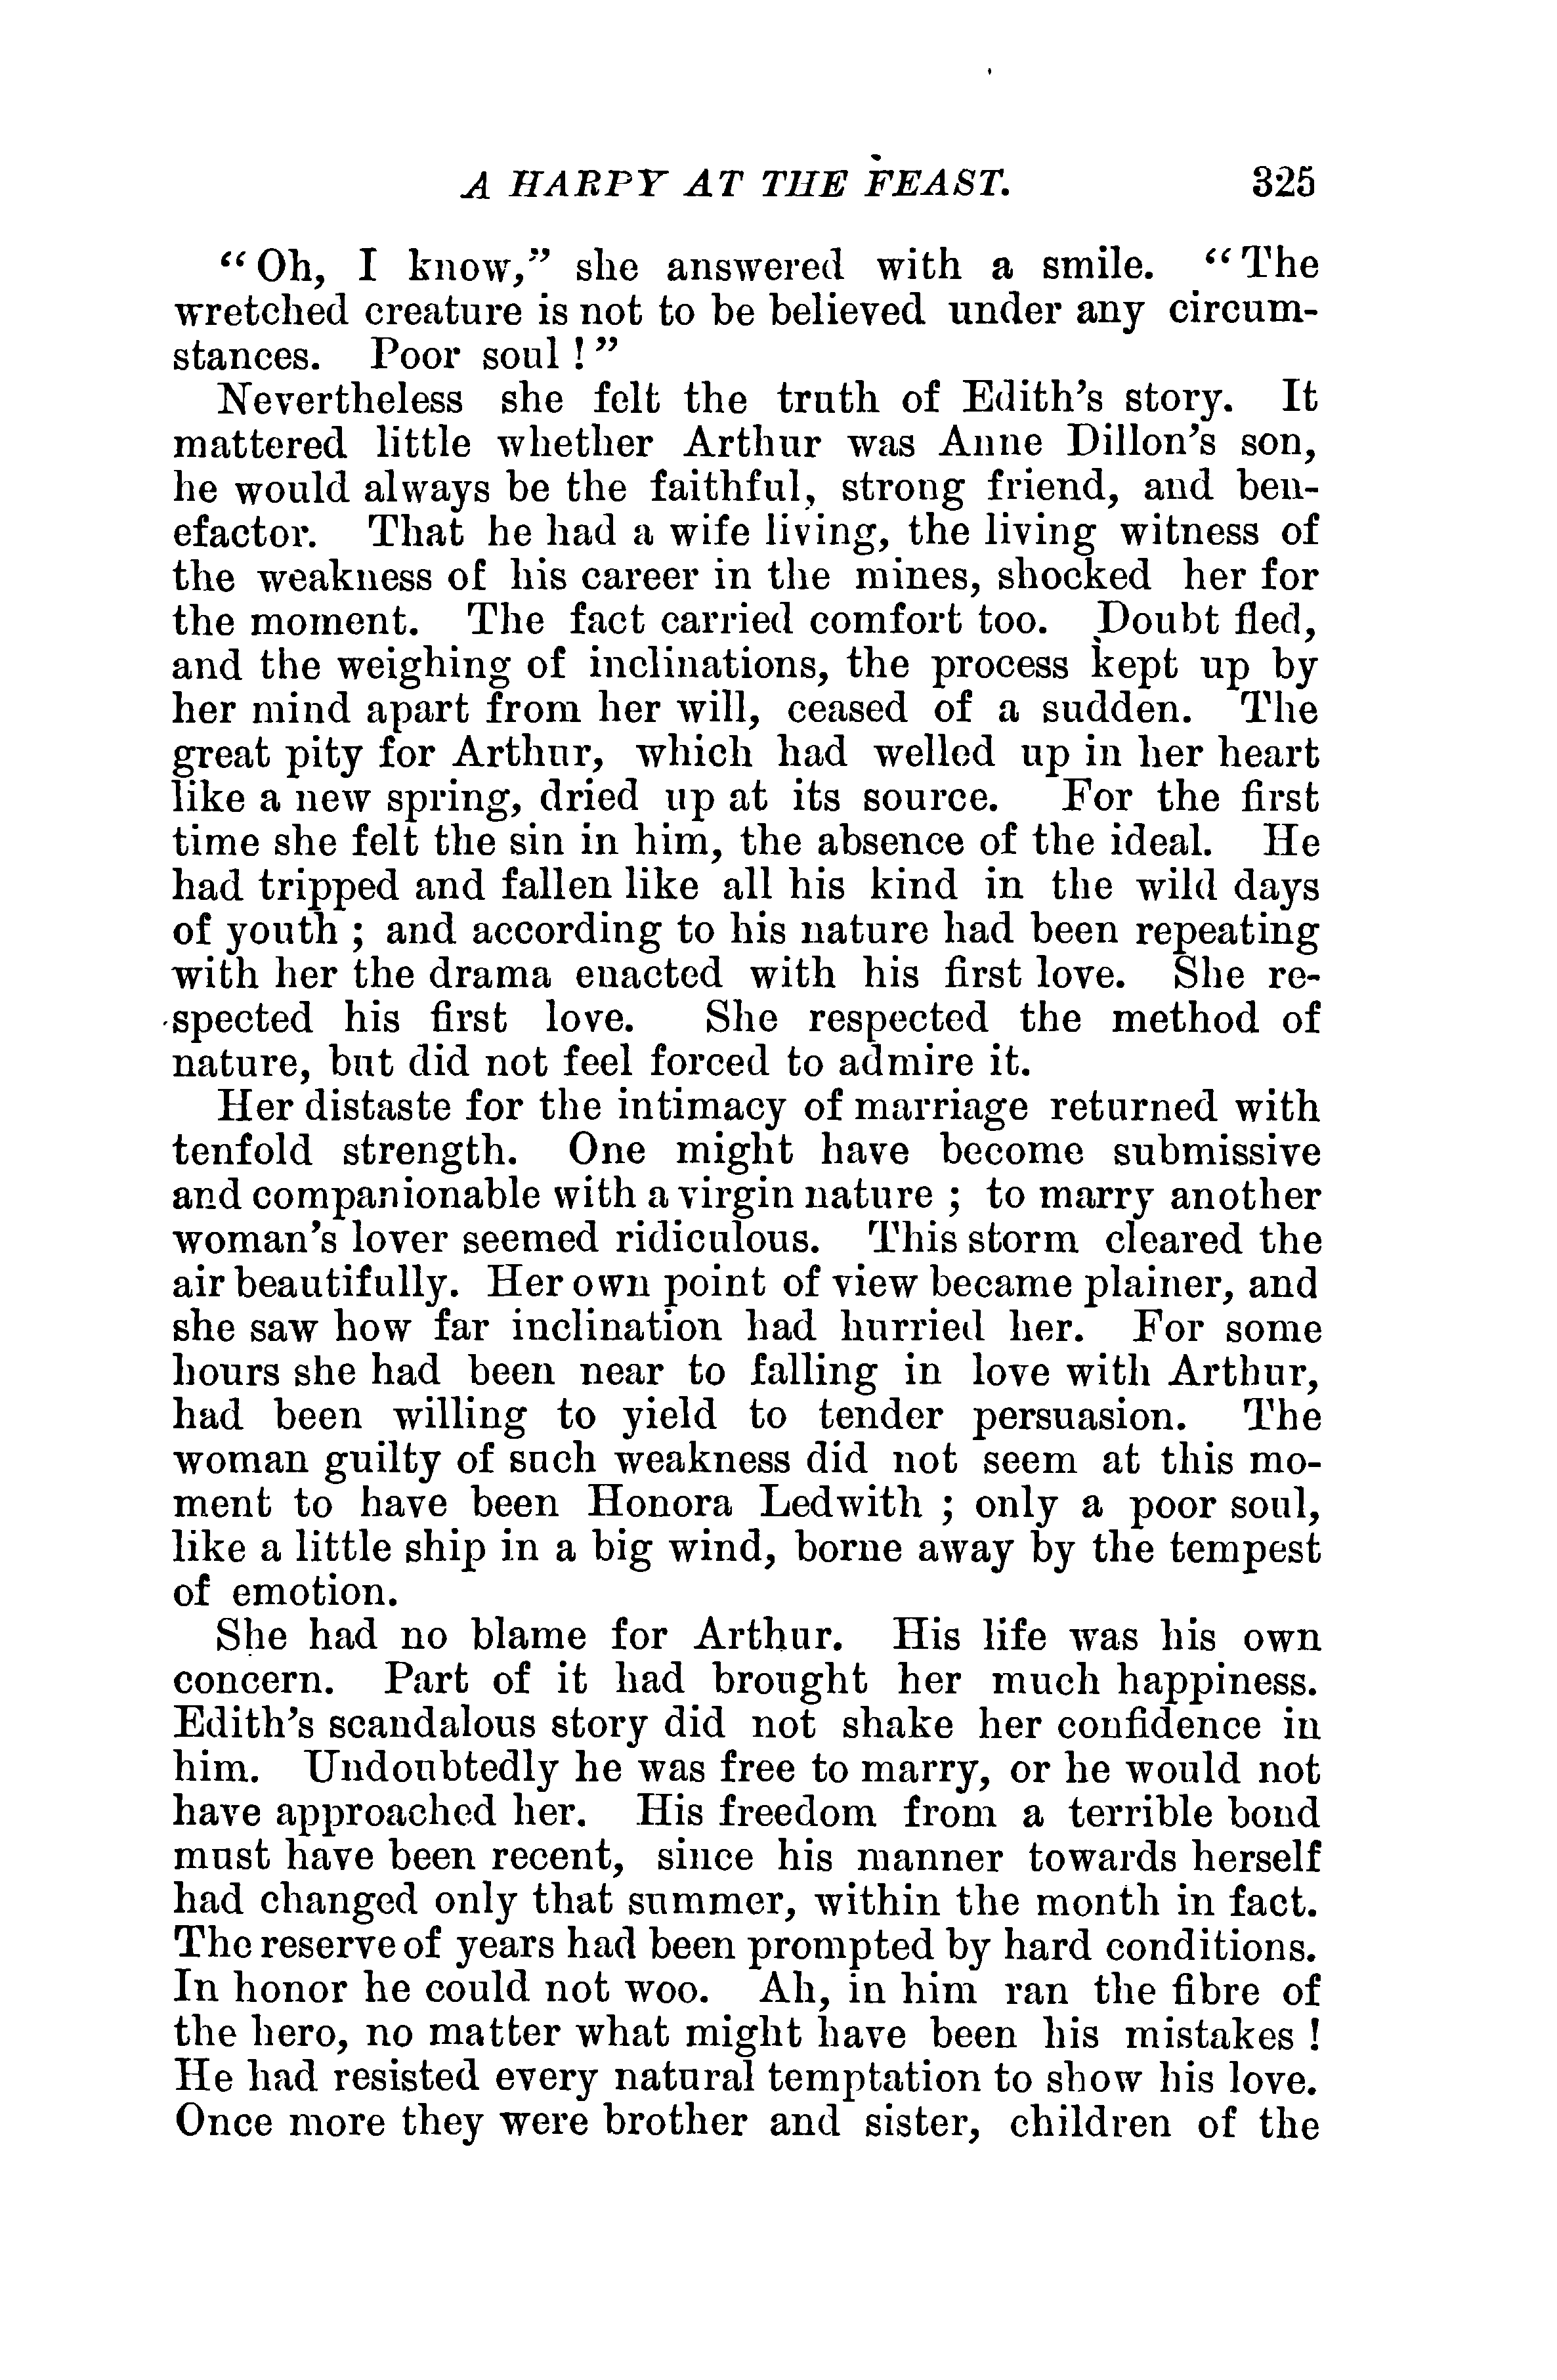 A HARPY AT THE FEAST. 325
“Oh, I know,” she answered with a smile. “The
wretched creature is not to be believed under any circum-
stances. Poor soul!”
Nevertheless she felt the truth of Edith’s story. It
mattered little whether Arthur was Anne Dillon’s son,
he would always be the faithful, strong friend, and ben-
efactor. That he had a wife living, the living witness of
the weakness of his career in the mines, shocked her for
the moment. The fact carried comfort too. Doubt fled,
and the weighing of inclinations, the process kept up by
her mind apart from her will, ceased of a sudden. The
great pity for Arthur, which had welled up in her heart
like a new spring, dried up at its source. For the first
time she felt the sin in him, the absence of the ideal. He
had tripped and fallen like all his kind in the wild days
of youth; and according to his nature had been repeating
with her the drama enacted with his first love. She re-
spected his first love. She respected the method of
nature, but did not feel forced to admire it.
Her distaste for the intimacy of marriage returned with
tenfold strength. One might have become submissive
and companionable with a virgin nature; to marry another
woman’s lover seemed ridiculous. This storm cleared the
air beautifully. Her own point of view became plainer, and
she saw how far inclination had hurried her. For some
hours she had been near to falling in love with Arthur,
had been willing to yield to tender persuasion. The
woman guilty of such weakness did not seem at this mo-
ment to have been Honora Ledwith; only a poor soul,
like a little ship in a big wind, borne away by the tempest
of emotion.
She had no blame for Arthur. His life was his own
concern. Part of it had brought her much happiness.
Edith’s scandalous story did not shake her confidence in
him. Undoubtedly he was free to marry, or he would not
have approached her. His freedom from a terrible bond
must have been recent, since his manner towards herself
had changed only that summer, within the month in fact.
The reserve of years had been prompted by hard conditions.
In honor he could not woo. Ah, in him ran the fibre of
the hero, no matter what might have been his mistakes!
He had resisted every natural temptation to show his love.
Once more they were brother and sister, children of the